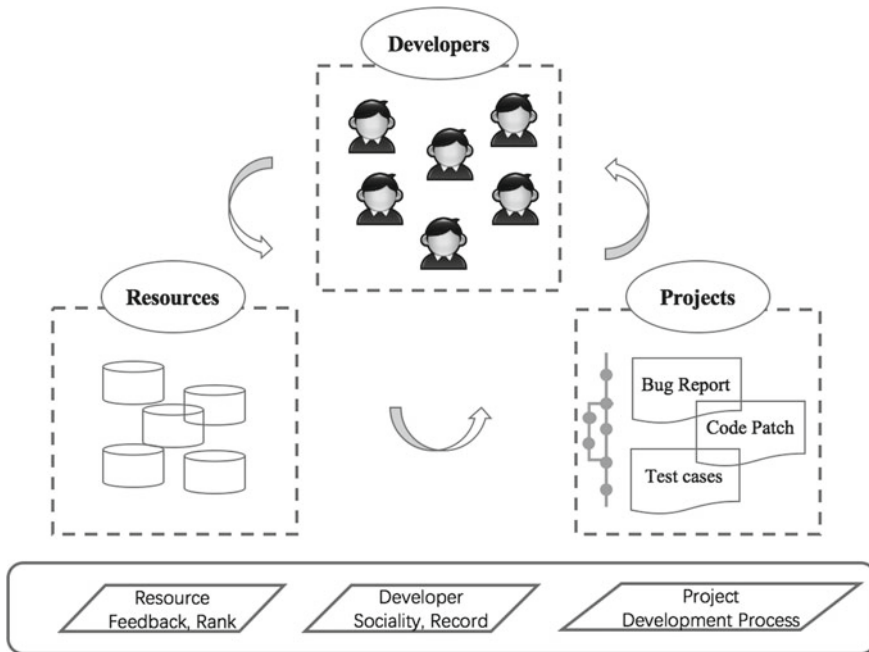 Developers
Resources
Projects
Bug Report
Code Patch
Test cases
Resource
Feedback, Rank
Developer
Sociality, Record
Project
Development Process